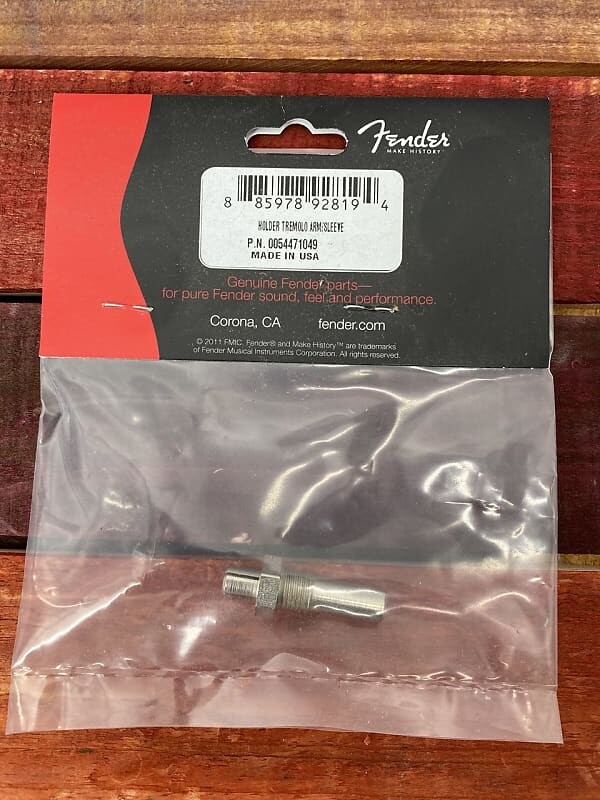 Fender
MAKE HISTORY™
8 85978 92819 4
HOLDER TREMOLO ARM/SLEEVE
P.N. 0054471049
MADE IN USA
Genuine Fender parts—
for pure Fender sound, feel and performance.
Corona, CA fender.com
© 2011 FMIC. Fender® and Make History™ are trademarks
of Fender Musical Instruments Corporation. All rights reserved.